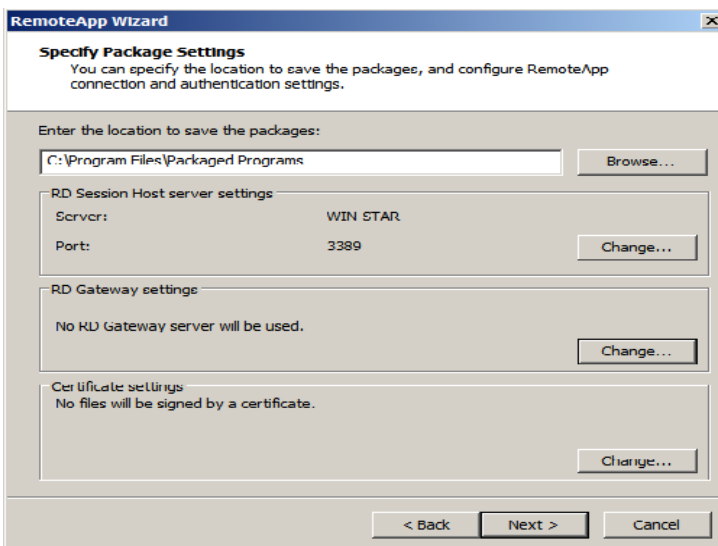 RemoteApp Wizard
Specify Package Settings
You can specify the location to save the packages, and configure RemoteApp
connection and authentication settings.
Enter the location to save the packages:
C:\Program Files\Packaged Programs
Browse...
RD Session Host server settings
Server: WIN STAR
Port: 3389
Change...
RD Gateway settings
No RD Gateway server will be used.
Change...
Certificate settings
No files will be signed by a certificate.
Change...
< Back Next > Cancel